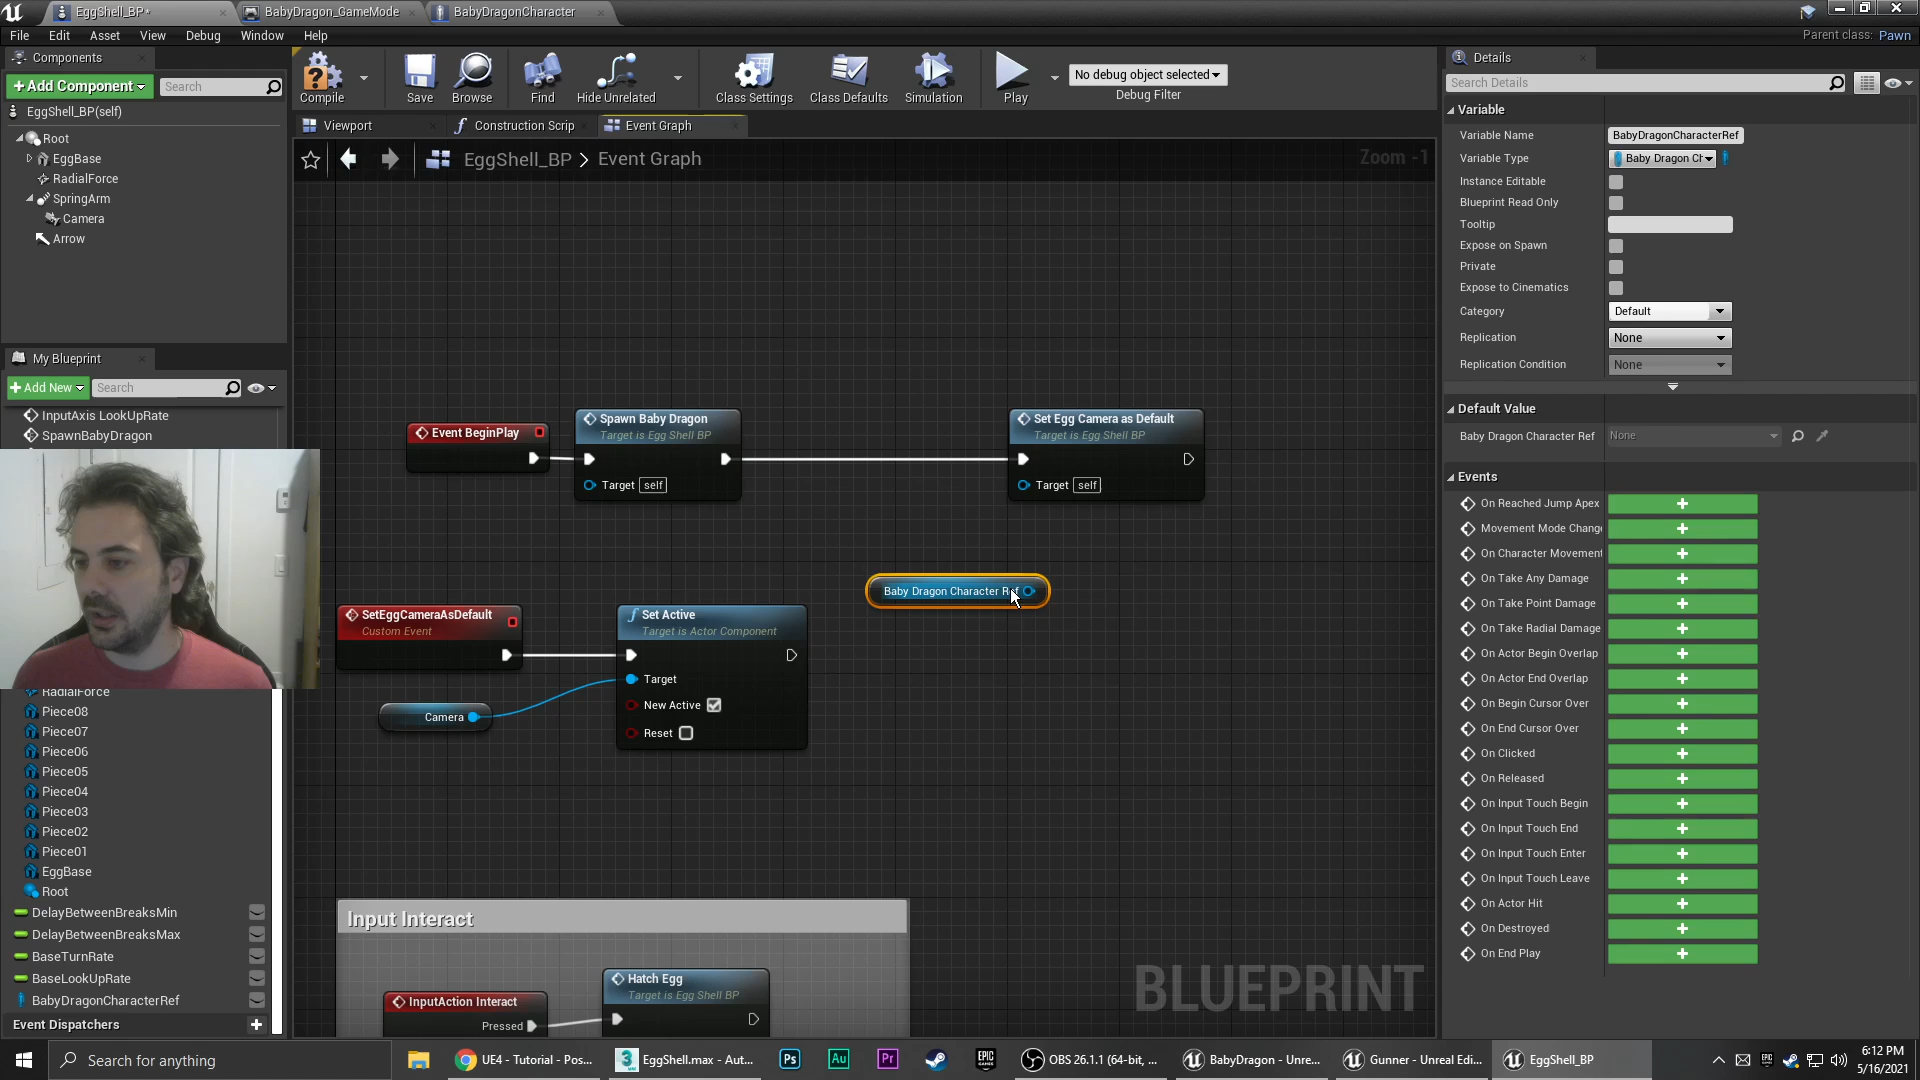 EggShell_BP*
BabyDragon_GameMode
BabyDragonCharacter
File Edit Asset View Debug Window Help
Parent class: Pawn
Components
+Add Component
Search
EggShell_BP(self)
Root
EggBase
RadialForce
SpringArm
Camera
Arrow
Compile
Save
Browse
Find
Hide Unrelated
Class Settings
Class Defaults
Simulation
Play
No debug object selected
Debug Filter
Viewport
Construction Scrip
Event Graph
EggShell_BP > Event Graph
Zoom -1
My Blueprint
+Add New
Search
InputAxis LookUpRate
SpawnBabyDragon
RadialForce
Piece08
Piece07
Piece06
Piece05
Piece04
Piece03
Piece02
Piece01
EggBase
Root
DelayBetweenBreaksMin
DelayBetweenBreaksMax
BaseTurnRate
BaseLookUpRate
BabyDragonCharacterRef
Event Dispatchers
Event BeginPlay
Spawn Baby Dragon
Target is Egg Shell BP
Target self
Set Egg Camera as Default
Target is Egg Shell BP
Target self
Baby Dragon Character Ref
SetEggCameraAsDefault
Custom Event
Set Active
Target is Actor Component
Target
New Active
Reset
Camera
Input Interact
Hatch Egg
Target is Egg Shell BP
InputAction Interact
Pressed
BLUEPRINT
Details
Search Details
Variable
Variable Name BabyDragonCharacterRef
Variable Type Baby Dragon Ch
Instance Editable
Blueprint Read Only
Tooltip
Expose on Spawn
Private
Expose to Cinematics
Category Default
Replication None
Replication Condition None
Default Value
Baby Dragon Character Ref None
Events
On Reached Jump Apex
Movement Mode Change
On Character Movement
On Take Any Damage
On Take Point Damage
On Take Radial Damage
On Actor Begin Overlap
On Actor End Overlap
On Begin Cursor Over
On End Cursor Over
On Clicked
On Released
On Input Touch Begin
On Input Touch End
On Input Touch Enter
On Input Touch Leave
On Actor Hit
On Destroyed
On End Play
Search for anything
UE4 - Tutorial - Pos...
EggShell.max - Aut...
Ps
Au
Pr
EPIC GAMES
OBS 26.1.1 (64-bit, ...
BabyDragon - Unre...
Gunner - Unreal Edi...
EggShell_BP
6:12 PM
5/16/2021